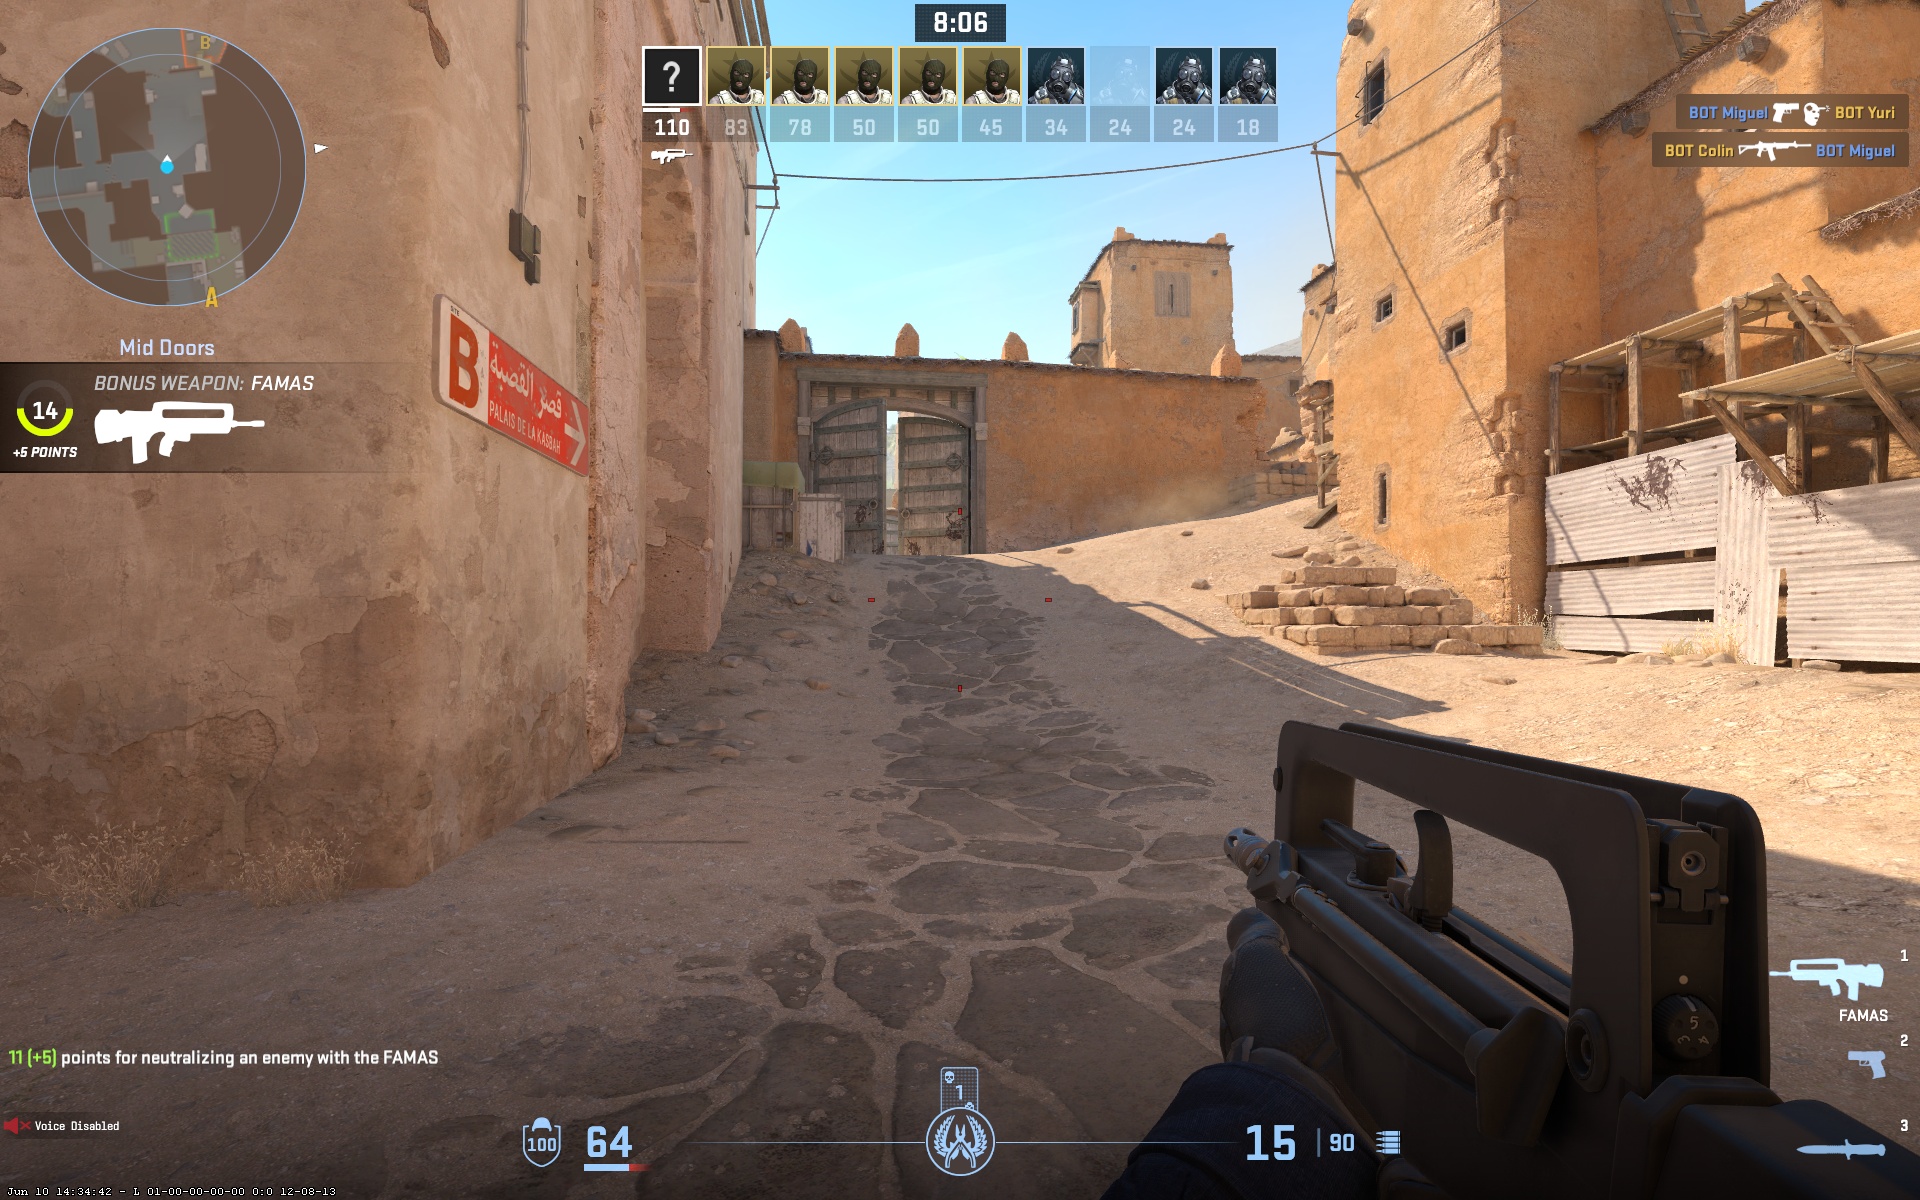 8:06
B
?
110 83 78 50 50 45 34 24 24 18
BOT Miguel BOT Yuri
BOT Colin BOT Miguel
A
Mid Doors
BONUS WEAPON: FAMAS
14
+5 POINTS
B قصر القصبة
PALAIS DE LA KASBAH
1
FAMAS
2
11 (+5) points for neutralizing an enemy with the FAMAS
1
Voice Disabled
100 64
15 90
3
Jun 10 14:34:42 - L 01-00-00-00-00 0:0 12-08-13